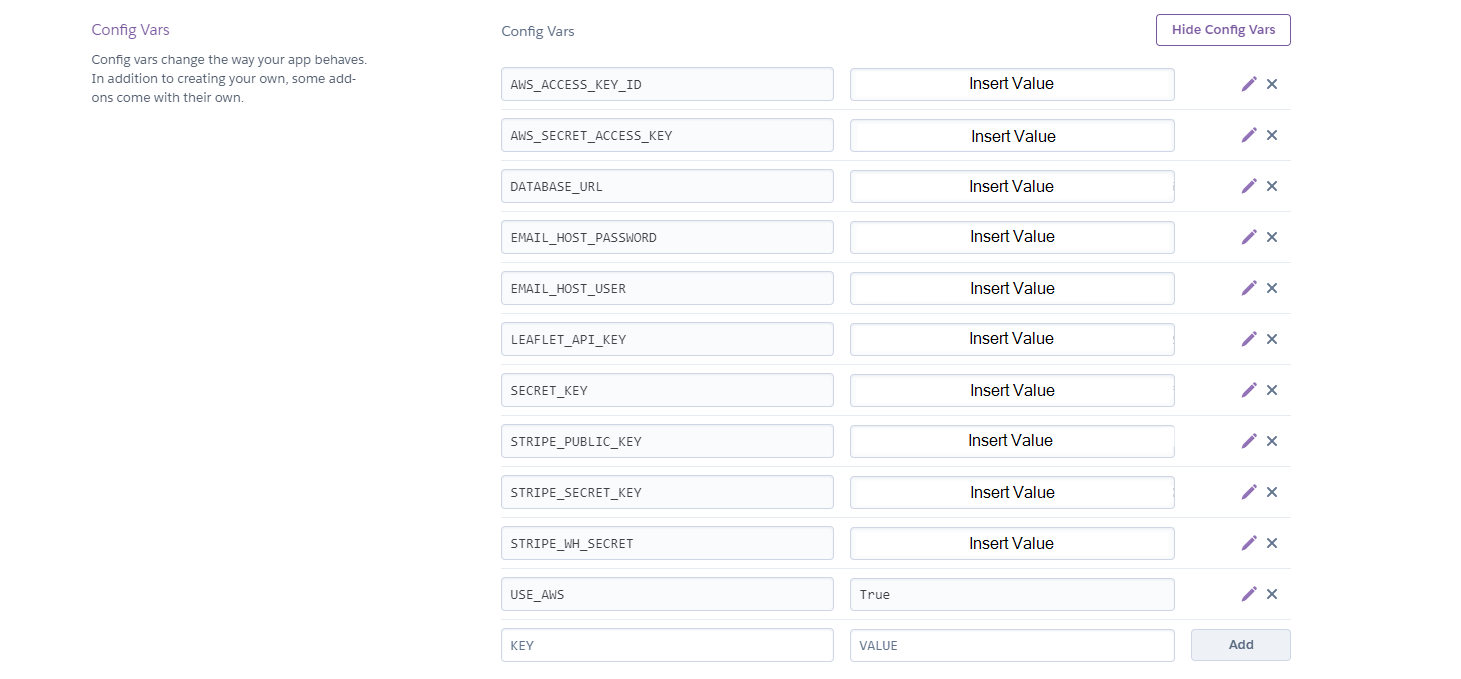 Config Vars
Config vars change the way your app behaves.
In addition to creating your own, some add-
ons come with their own.
Config Vars
Hide Config Vars
AWS_ACCESS_KEY_ID Insert Value
AWS_SECRET_ACCESS_KEY Insert Value
DATABASE_URL Insert Value
EMAIL_HOST_PASSWORD Insert Value
EMAIL_HOST_USER Insert Value
LEAFLET_API_KEY Insert Value
SECRET_KEY Insert Value
STRIPE_PUBLIC_KEY Insert Value
STRIPE_SECRET_KEY Insert Value
STRIPE_WH_SECRET Insert Value
USE_AWS True
KEY VALUE Add